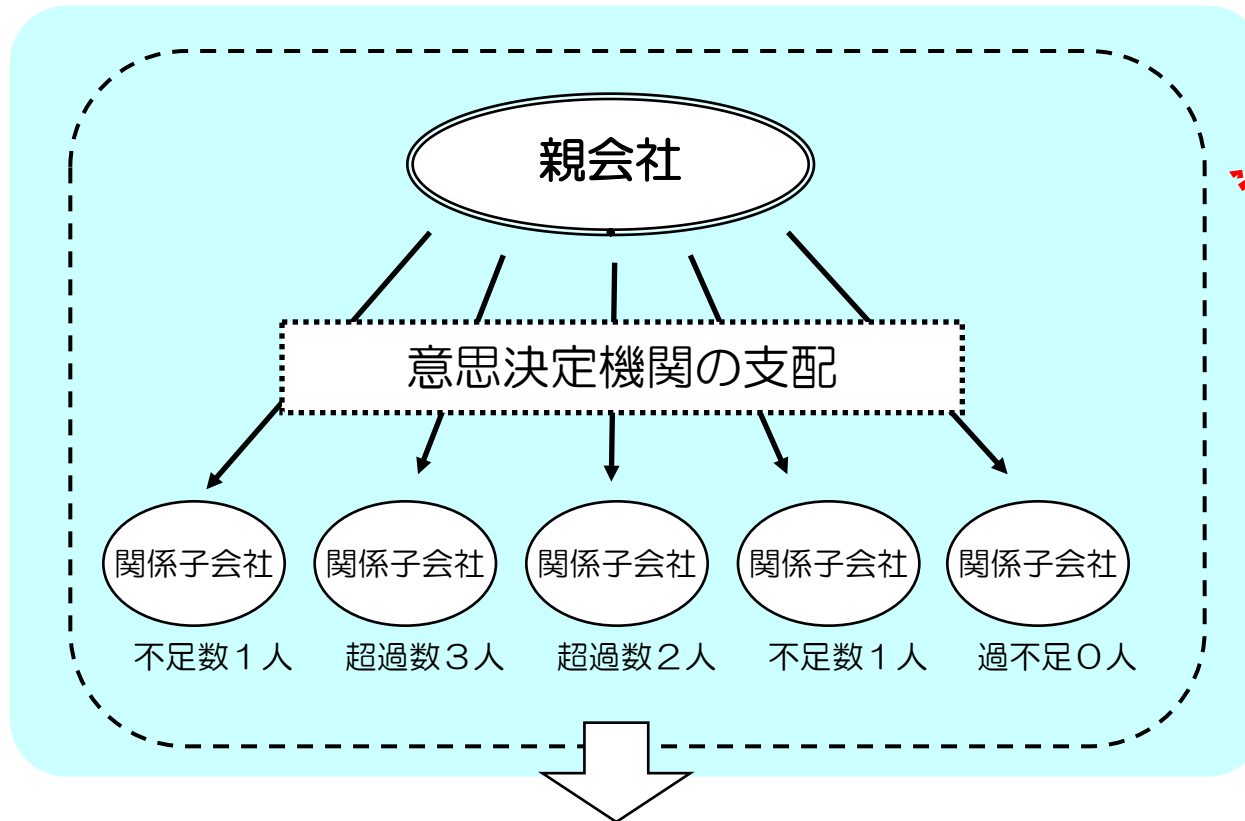 親会社
意思決定機関の支配
関係子会社 関係子会社 関係子会社 関係子会社 関係子会社
不足数１人 超過数３人 超過数２人 不足数１人 過不足０人